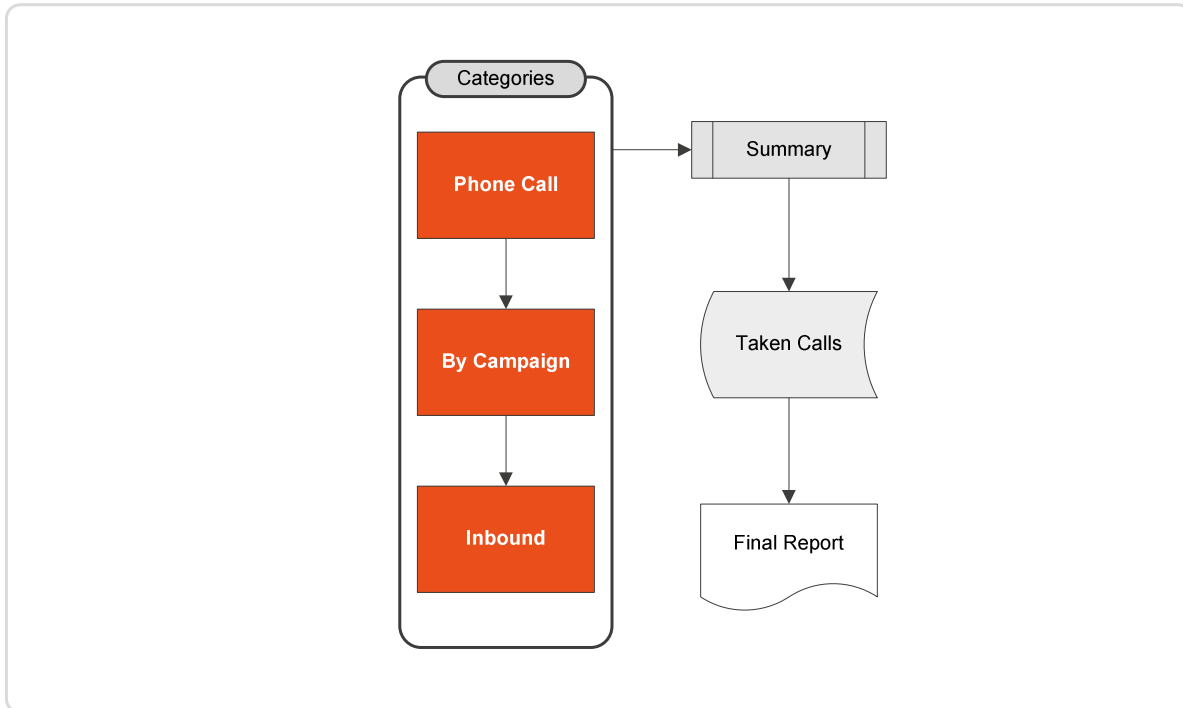 Categories
Phone Call
By Campaign
Inbound
Summary
Taken Calls
Final Report